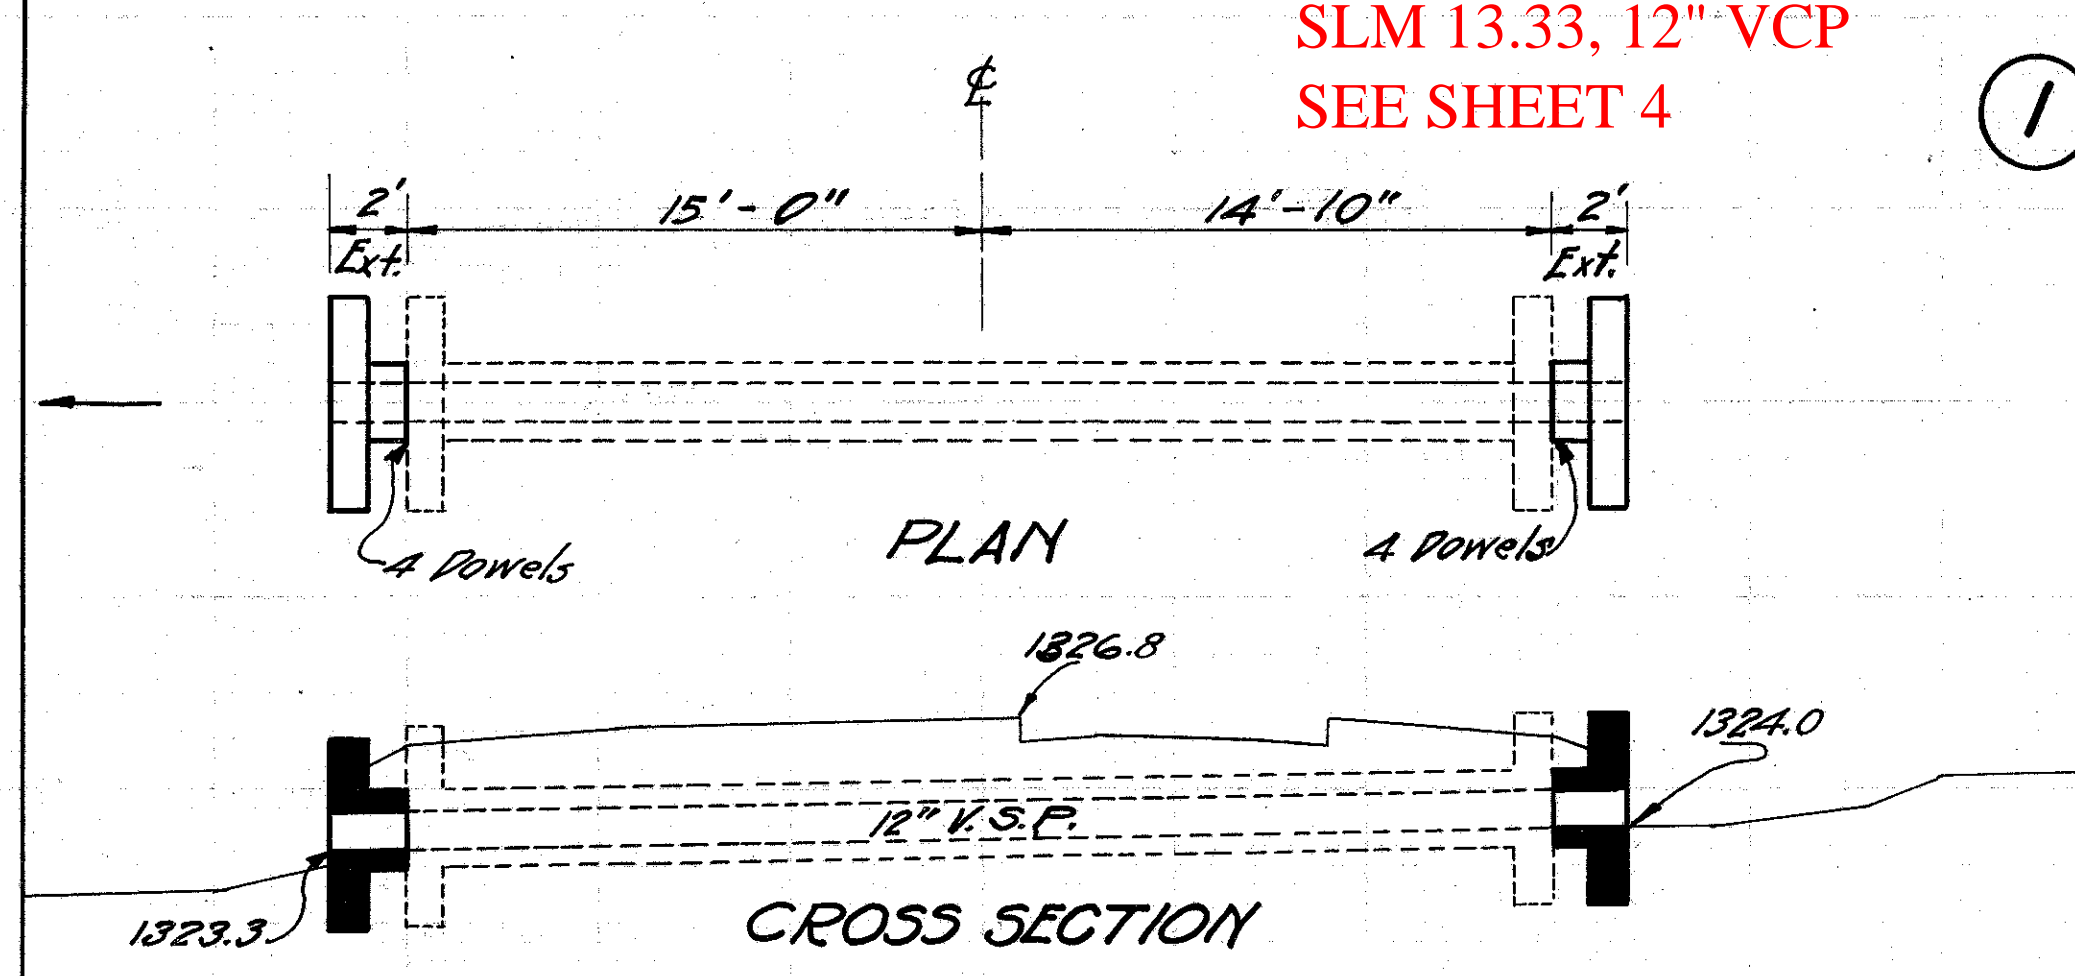 SLM 13.33, 12" VCP
SEE SHEET 4
1
℄
2' 15'-0" 14'-10" 2'
Ext. Ext.
4 Dowels 4 Dowels
PLAN
1326.8
1324.0
12" V.S.P.
1323.3
CROSS SECTION